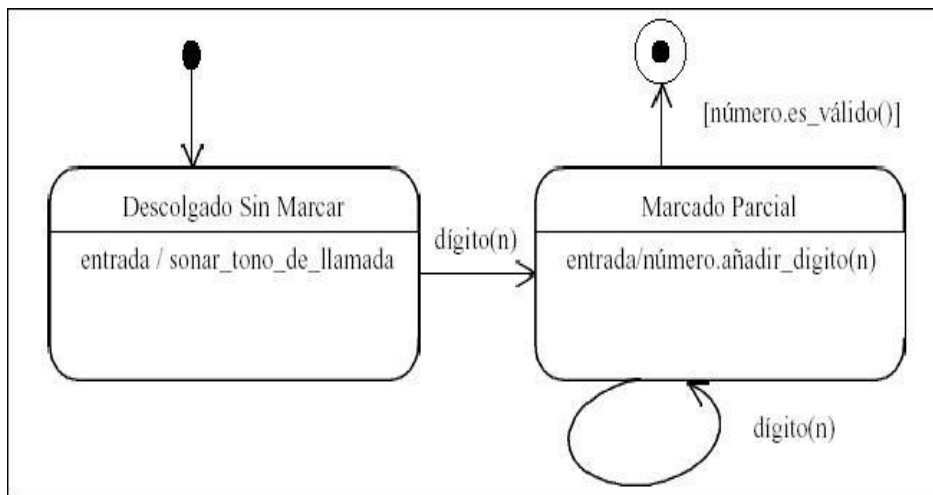 [número.es_válido()]
Descolgado Sin Marcar
entrada / sonar_tono_de_llamada
dígito(n)
Marcado Parcial
entrada/número.añadir_digito(n)
dígito(n)